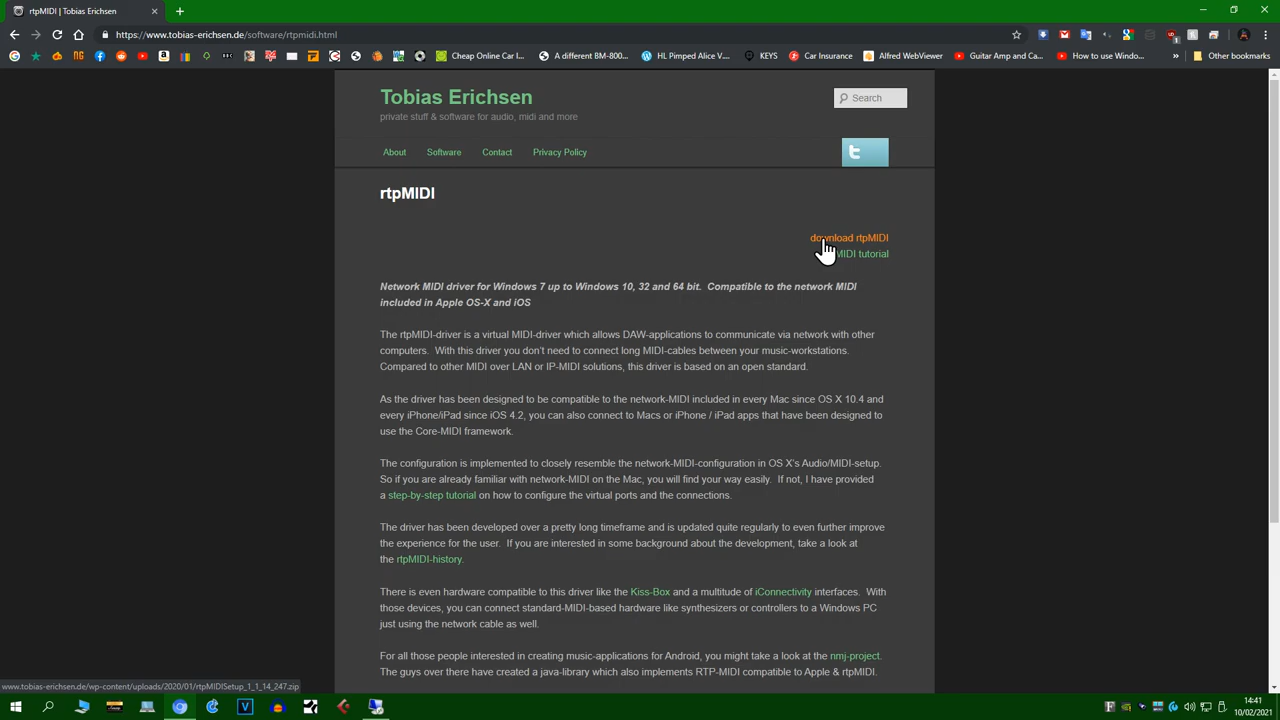 rtpMIDI | Tobias Erichsen
https://www.tobias-erichsen.de/software/rtpmidi.html
Cheap Online Car I...
A different BM-800...
HL Pimped Alice V...
KEYS
Car Insurance
Alfred WebViewer
Guitar Amp and Ca...
How to use Windo...
»
Other bookmarks
Tobias Erichsen
private stuff & software for audio, midi and more
Search
About
Software
Contact
Privacy Policy
rtpMIDI
download rtpMIDI
MIDI tutorial
Network MIDI driver for Windows 7 up to Windows 10, 32 and 64 bit. Compatible to the network MIDI
included in Apple OS-X and iOS
The rtpMIDI-driver is a virtual MIDI-driver which allows DAW-applications to communicate via network with other
computers. With this driver you don't need to connect long MIDI-cables between your music-workstations.
Compared to other MIDI over LAN or IP-MIDI solutions, this driver is based on an open standard.
As the driver has been designed to be compatible to the network-MIDI included in every Mac since OS X 10.4 and
every iPhone/iPad since iOS 4.2, you can also connect to Macs or iPhone / iPad apps that have been designed to
use the Core-MIDI framework.
The configuration is implemented to closely resemble the network-MIDI-configuration in OS X's Audio/MIDI-setup.
So if you are already familiar with network-MIDI on the Mac, you will find your way easily. If not, I have provided
a step-by-step tutorial on how to configure the virtual ports and the connections.
The driver has been developed over a pretty long timeframe and is updated quite regularly to even further improve
the experience for the user. If you are interested in some background about the development, take a look at
the rtpMIDI-history.
There is even hardware compatible to this driver like the Kiss-Box and a multitude of iConnectivity interfaces. With
those devices, you can connect standard-MIDI-based hardware like synthesizers or controllers to a Windows PC
just using the network cable as well.
For all those people interested in creating music-applications for Android, you might take a look at the nmj-project.
The guys over there have created a java-library which also implements RTP-MIDI compatible to Apple & rtpMIDI.
www.tobias-erichsen.de/wp-content/uploads/2020/01/rtpMIDISetup_1_1_14_247.zip
14:41
10/02/2021